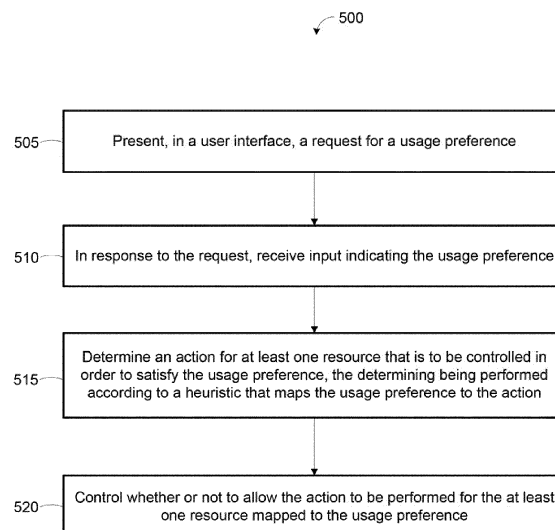 500
505
Present, in a user interface, a request for a usage preference
510
In response to the request, receive input indicating the usage preference
515
Determine an action for at least one resource that is to be controlled in
order to satisfy the usage preference, the determining being performed
according to a heuristic that maps the usage preference to the action
520
Control whether or not to allow the action to be performed for the at least
one resource mapped to the usage preference